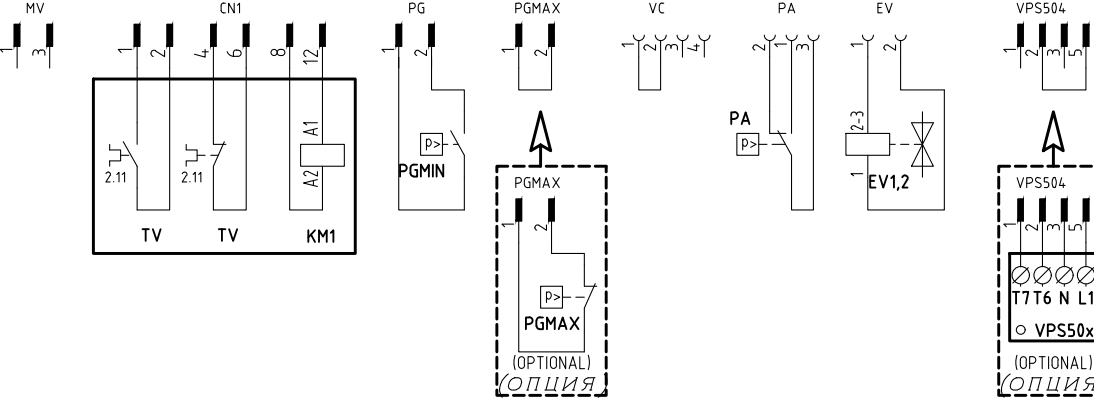 MV CN1 PG PGMAX VC PA EV VPS504
1 3 1 2 4 6 8 12 1 2 1 2 1 2 3 4 2 1 3 1 2 1 2 3 5
A1 PA 2-3
2.11 2.11 P> P>
A2 PGMIN 1 EV1,2
PGMAX VPS504
TV TV KM1 1 2 1 2 3 5
T7 T6 N L1
P>
PGMAX VPS50x
(OPTIONAL) (OPTIONAL)
(ОПЦИЯ) (ОПЦИЯ